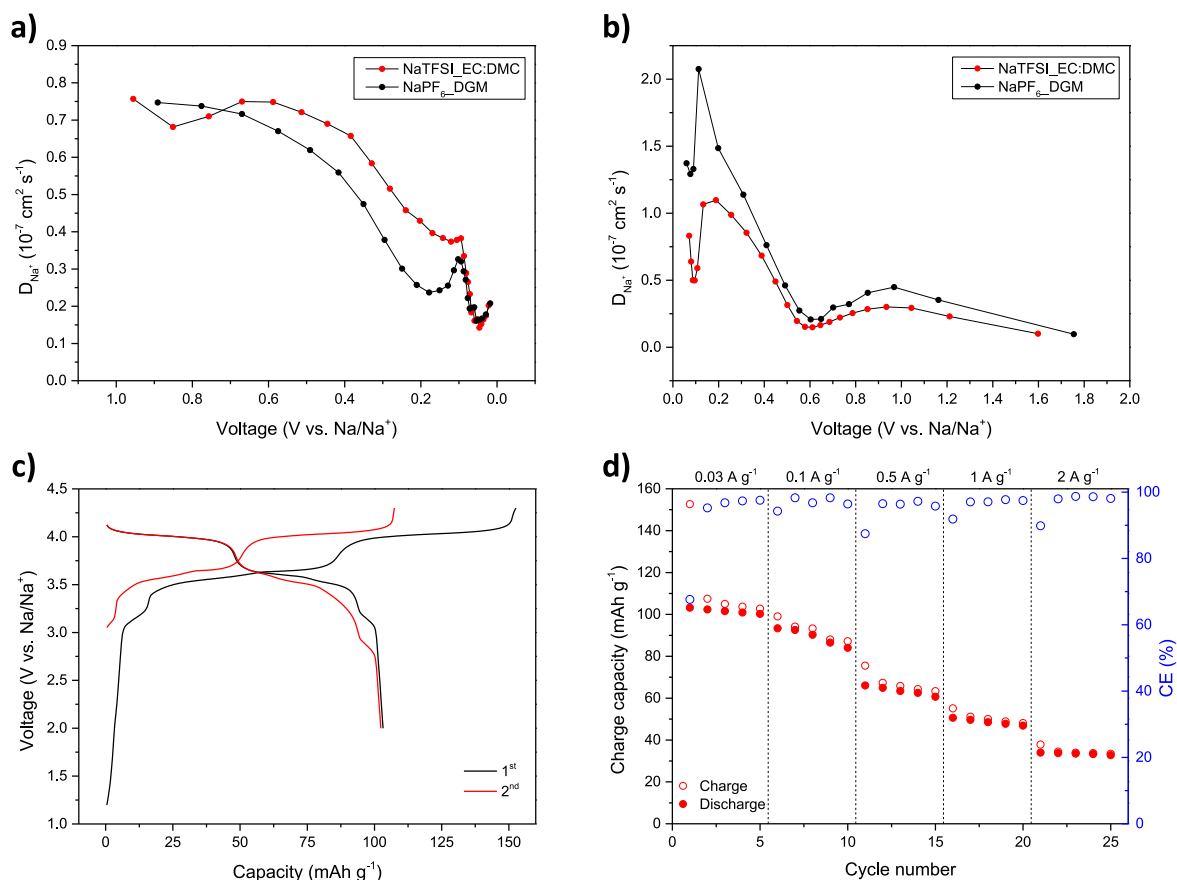 a)
NaTFSI_EC:DMC
NaPF₆_DGM
0.9
0.8
0.7
0.6
0.5
0.4
0.3
0.2
0.1
0.0
D_Na⁺ (10⁻⁷ cm² s⁻¹)
1.0 0.8 0.6 0.4 0.2 0.0
Voltage (V vs. Na/Na⁺)
b)
NaTFSI_EC:DMC
NaPF₆_DGM
2.0
1.5
1.0
0.5
0.0
D_Na⁺ (10⁻⁷ cm² s⁻¹)
0.0 0.2 0.4 0.6 0.8 1.0 1.2 1.4 1.6 1.8 2.0
Voltage (V vs. Na/Na⁺)
c)
4.5
4.0
3.5
3.0
2.5
2.0
1.5
1.0
Voltage (V vs. Na/Na⁺)
1ˢᵗ
2ⁿᵈ
0 25 50 75 100 125 150
Capacity (mAh g⁻¹)
d)
0.03 A g⁻¹ 0.1 A g⁻¹ 0.5 A g⁻¹ 1 A g⁻¹ 2 A g⁻¹
160
140
120
100
80
60
40
20
0
Charge capacity (mAh g⁻¹)
Charge
Discharge
100
80
60
40
20
0
CE (%)
0 5 10 15 20 25
Cycle number